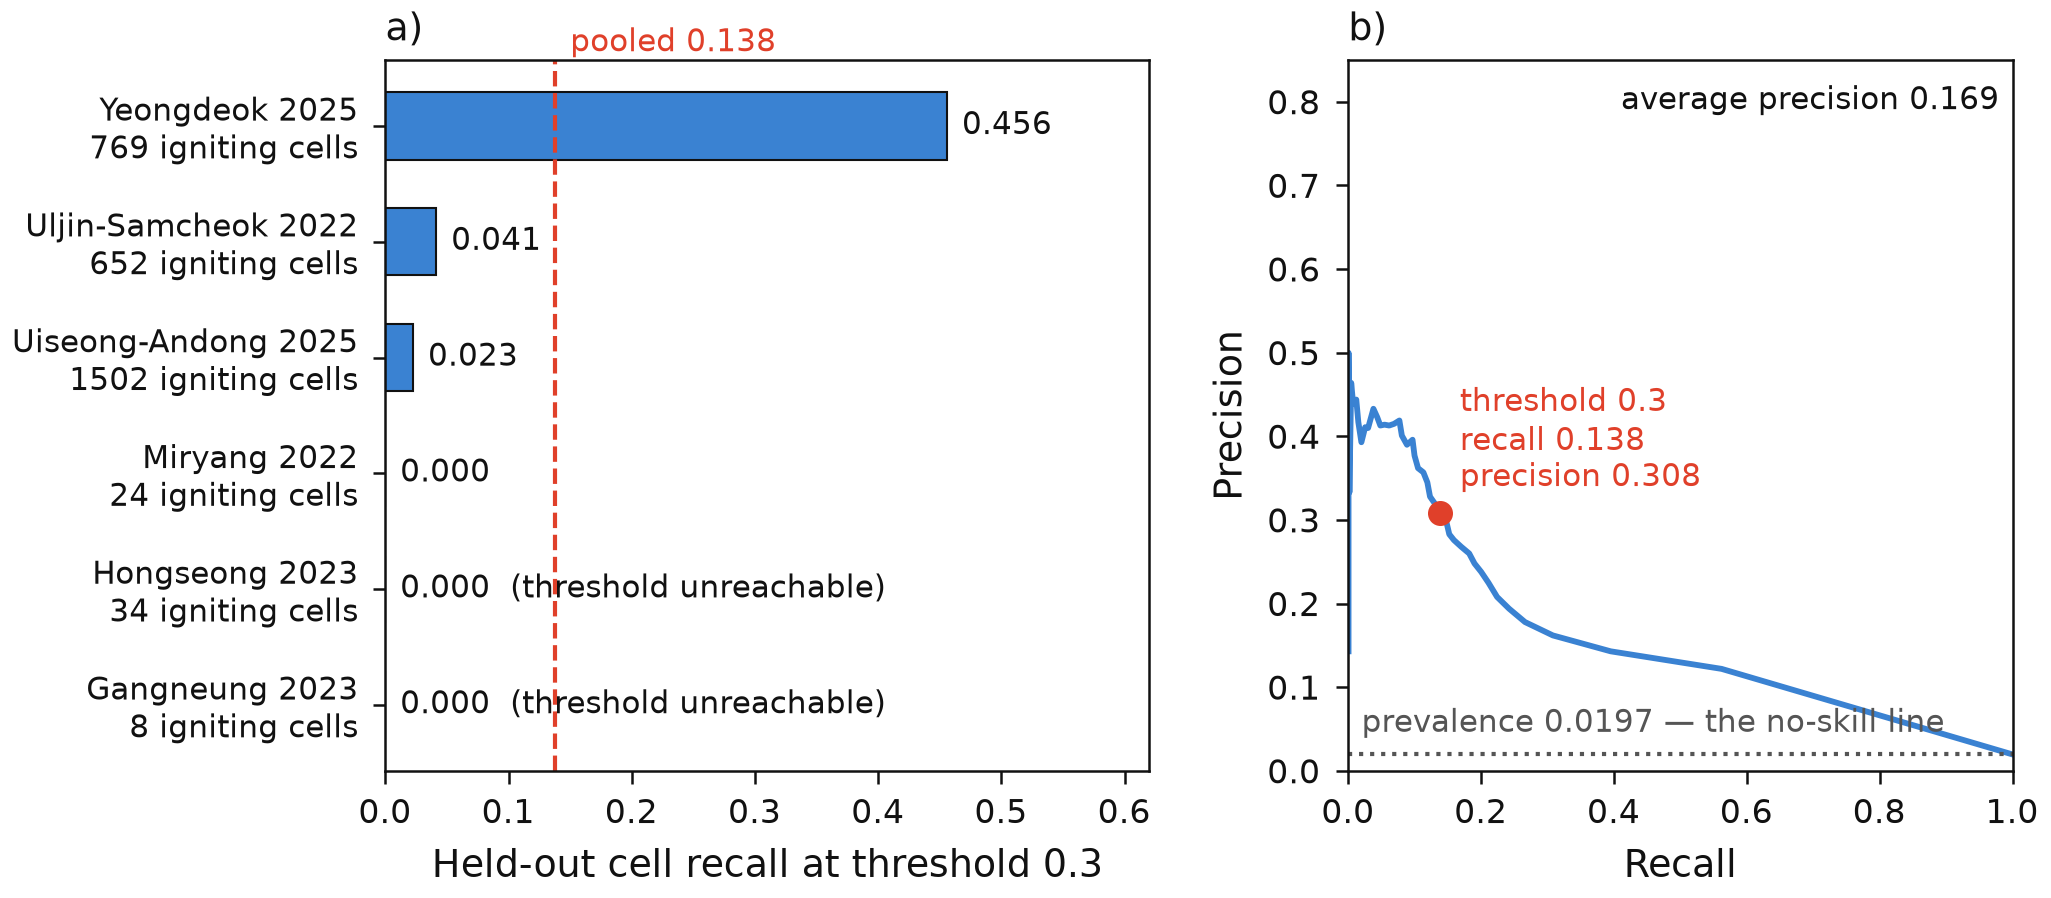 a)
pooled 0.138
Yeongdeok 2025
769 igniting cells
0.456
Uljin-Samcheok 2022
652 igniting cells
0.041
Uiseong-Andong 2025
1502 igniting cells
0.023
Miryang 2022
24 igniting cells
0.000
Hongseong 2023
34 igniting cells
0.000 (threshold unreachable)
Gangneung 2023
8 igniting cells
0.000 (threshold unreachable)
0.0 0.1 0.2 0.3 0.4 0.5 0.6
Held-out cell recall at threshold 0.3
b)
average precision 0.169
Precision
0.8
0.7
0.6
0.5
0.4
0.3
0.2
0.1
0.0
threshold 0.3
recall 0.138
precision 0.308
prevalence 0.0197 — the no-skill line
0.0 0.2 0.4 0.6 0.8 1.0
Recall